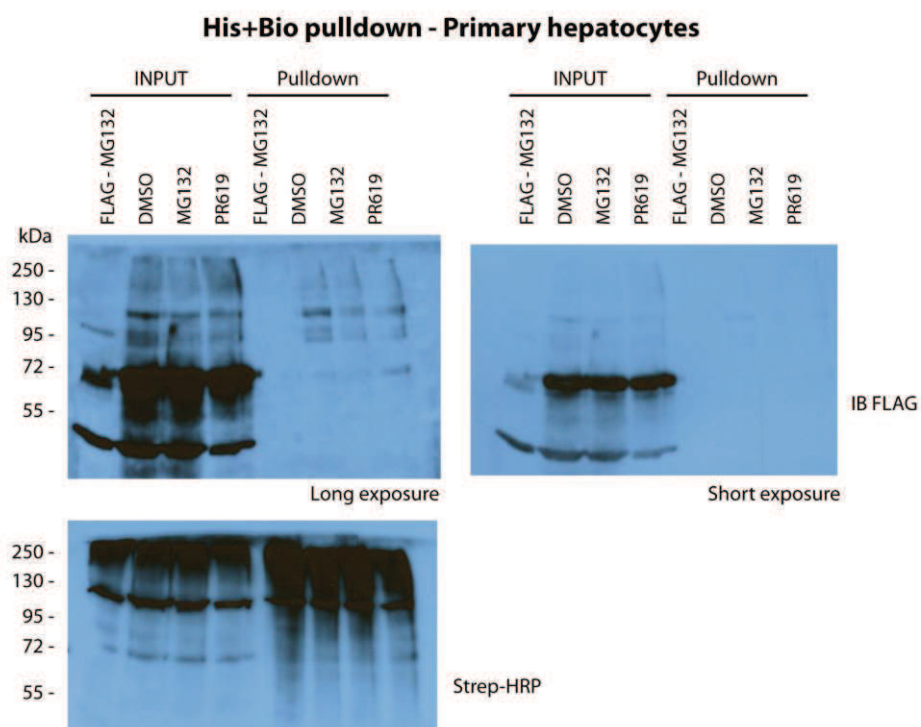 His+Bio pulldown - Primary hepatocytes
INPUT Pulldown INPUT Pulldown
FLAG - MG132 DMSO MG132 PR619 FLAG - MG132 DMSO MG132 PR619 FLAG - MG132 DMSO MG132 PR619 FLAG - MG132 DMSO MG132 PR619
kDa
250 -
130 -
95 -
72 -
55 -
IB FLAG
Long exposure Short exposure
250 -
130 -
95 -
72 -
55 -
Strep-HRP